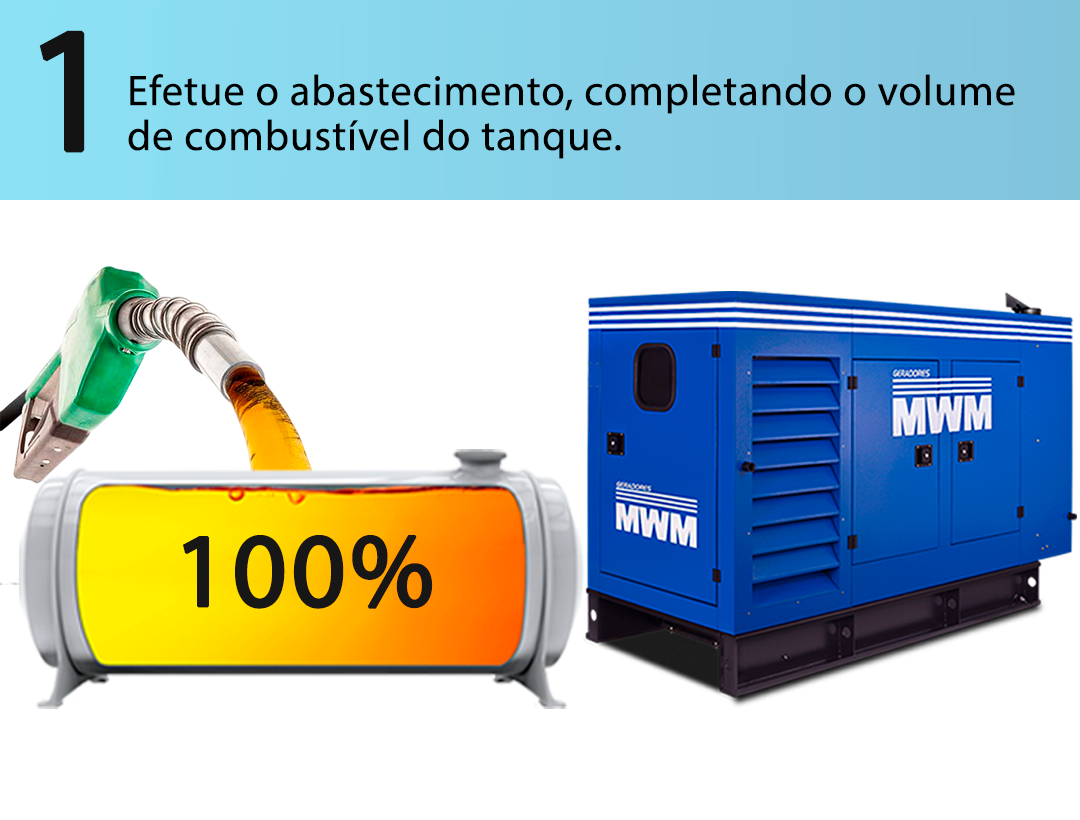 1
Efetue o abastecimento, completando o volume
de combustível do tanque.
100%
GERADORES
MWM
GERADORES
MWM